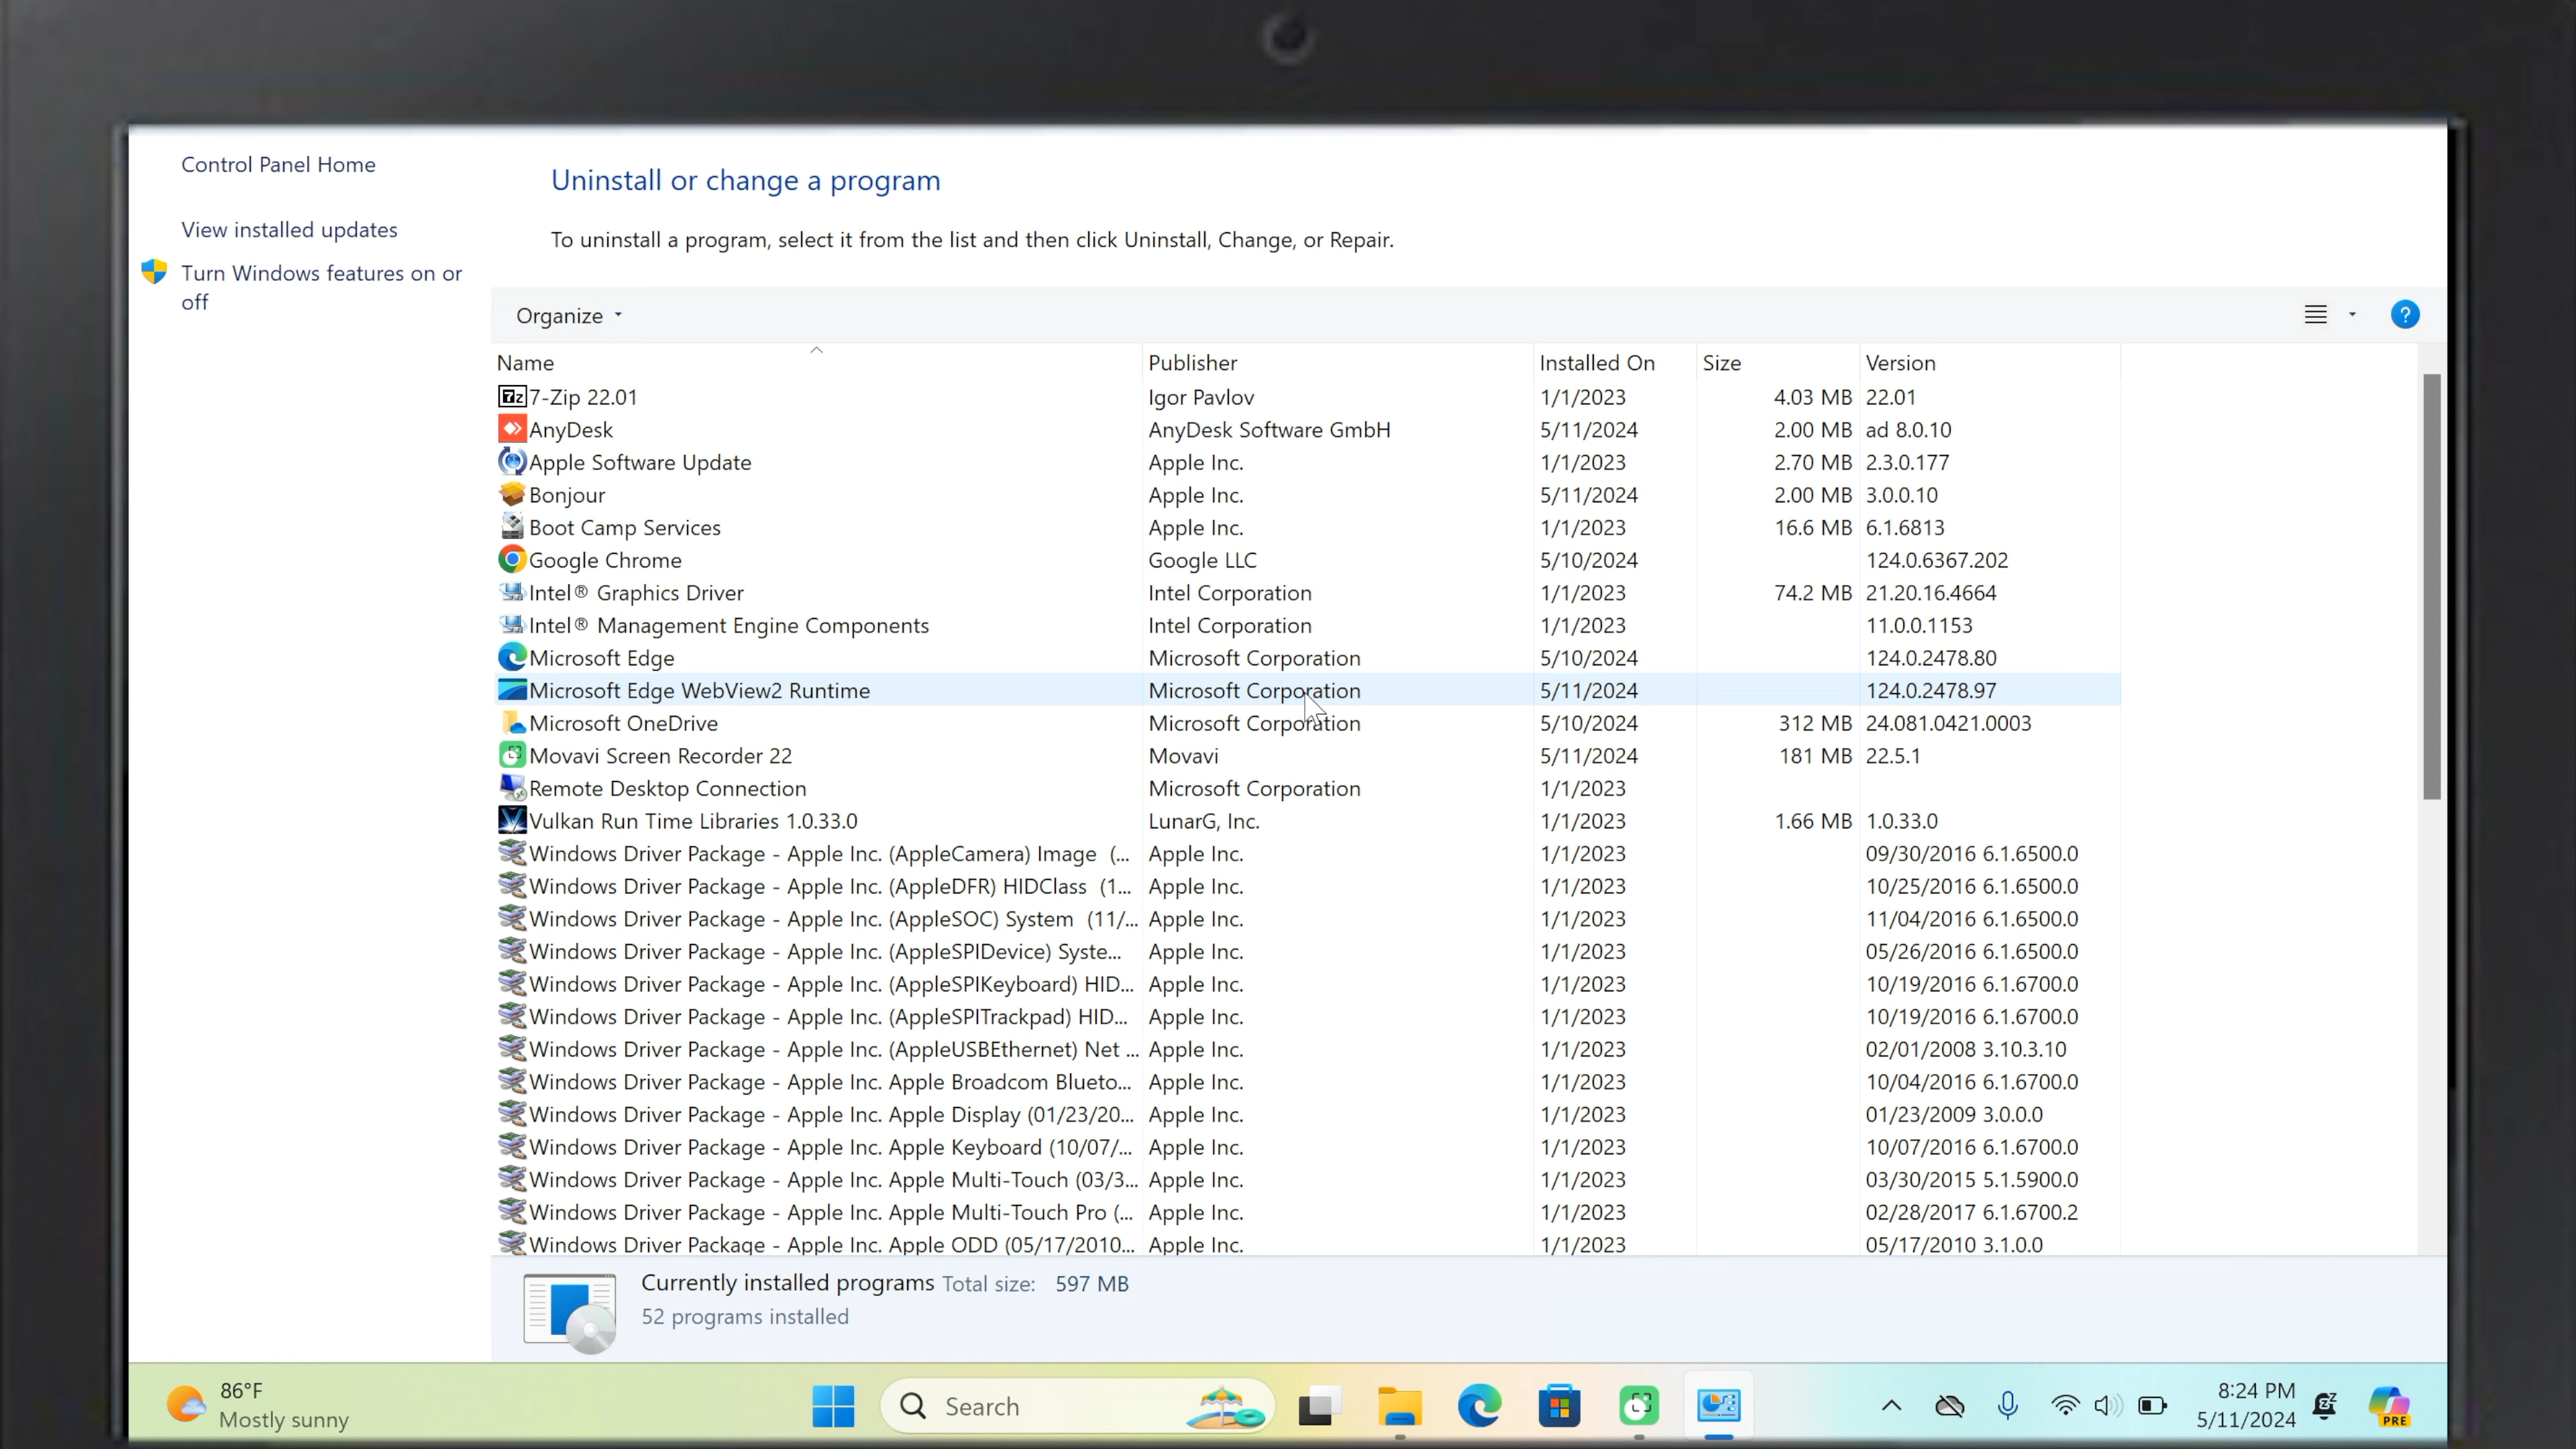 Control Panel Home
View installed updates
Turn Windows features on or
off
Uninstall or change a program
To uninstall a program, select it from the list and then click Uninstall, Change, or Repair.
Organize
?
Name Publisher Installed On Size Version
7z 7-Zip 22.01 Igor Pavlov 1/1/2023 4.03 MB 22.01
AnyDesk AnyDesk Software GmbH 5/11/2024 2.00 MB ad 8.0.10
Apple Software Update Apple Inc. 1/1/2023 2.70 MB 2.3.0.177
Bonjour Apple Inc. 5/11/2024 2.00 MB 3.0.0.10
Boot Camp Services Apple Inc. 1/1/2023 16.6 MB 6.1.6813
Google Chrome Google LLC 5/10/2024 124.0.6367.202
Intel® Graphics Driver Intel Corporation 1/1/2023 74.2 MB 21.20.16.4664
Intel® Management Engine Components Intel Corporation 1/1/2023 11.0.0.1153
Microsoft Edge Microsoft Corporation 5/10/2024 124.0.2478.80
Microsoft Edge WebView2 Runtime Microsoft Corporation 5/11/2024 124.0.2478.97
Microsoft OneDrive Microsoft Corporation 5/10/2024 312 MB 24.081.0421.0003
Movavi Screen Recorder 22 Movavi 5/11/2024 181 MB 22.5.1
Remote Desktop Connection Microsoft Corporation 1/1/2023
Vulkan Run Time Libraries 1.0.33.0 LunarG, Inc. 1/1/2023 1.66 MB 1.0.33.0
Windows Driver Package - Apple Inc. (AppleCamera) Image (... Apple Inc. 1/1/2023 09/30/2016 6.1.6500.0
Windows Driver Package - Apple Inc. (AppleDFR) HIDClass (1... Apple Inc. 1/1/2023 10/25/2016 6.1.6500.0
Windows Driver Package - Apple Inc. (AppleSOC) System (11/... Apple Inc. 1/1/2023 11/04/2016 6.1.6500.0
Windows Driver Package - Apple Inc. (AppleSPIDevice) Syste... Apple Inc. 1/1/2023 05/26/2016 6.1.6500.0
Windows Driver Package - Apple Inc. (AppleSPIKeyboard) HID... Apple Inc. 1/1/2023 10/19/2016 6.1.6700.0
Windows Driver Package - Apple Inc. (AppleSPITrackpad) HID... Apple Inc. 1/1/2023 10/19/2016 6.1.6700.0
Windows Driver Package - Apple Inc. (AppleUSBEthernet) Net ... Apple Inc. 1/1/2023 02/01/2008 3.10.3.10
Windows Driver Package - Apple Inc. Apple Broadcom Blueto... Apple Inc. 1/1/2023 10/04/2016 6.1.6700.0
Windows Driver Package - Apple Inc. Apple Display (01/23/20... Apple Inc. 1/1/2023 01/23/2009 3.0.0.0
Windows Driver Package - Apple Inc. Apple Keyboard (10/07/... Apple Inc. 1/1/2023 10/07/2016 6.1.6700.0
Windows Driver Package - Apple Inc. Apple Multi-Touch (03/3... Apple Inc. 1/1/2023 03/30/2015 5.1.5900.0
Windows Driver Package - Apple Inc. Apple Multi-Touch Pro (... Apple Inc. 1/1/2023 02/28/2017 6.1.6700.2
Windows Driver Package - Apple Inc. Apple ODD (05/17/2010... Apple Inc. 1/1/2023 05/17/2010 3.1.0.0
Currently installed programs Total size: 597 MB
52 programs installed
86°F
Mostly sunny
Search
8:24 PM
5/11/2024
PRE